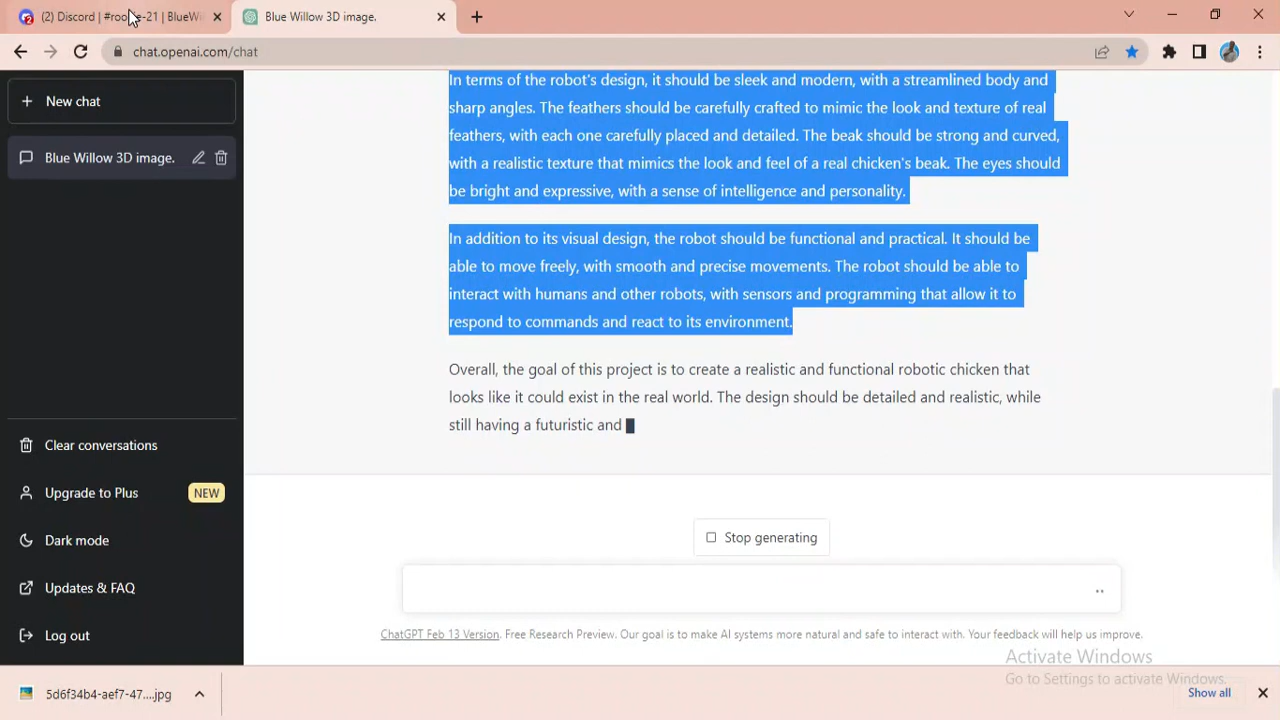 (2) Discord | #rookie-21 | BlueWi
Blue Willow 3D image.
chat.openai.com/chat
New chat
Blue Willow 3D image.
In terms of the robot's design, it should be sleek and modern, with a streamlined body and
sharp angles. The feathers should be carefully crafted to mimic the look and texture of real
feathers, with each one carefully placed and detailed. The beak should be strong and curved,
with a realistic texture that mimics the look and feel of a real chicken's beak. The eyes should
be bright and expressive, with a sense of intelligence and personality.
In addition to its visual design, the robot should be functional and practical. It should be
able to move freely, with smooth and precise movements. The robot should be able to
interact with humans and other robots, with sensors and programming that allow it to
respond to commands and react to its environment.
Overall, the goal of this project is to create a realistic and functional robotic chicken that
looks like it could exist in the real world. The design should be detailed and realistic, while
still having a futuristic and
Clear conversations
Upgrade to Plus NEW
Dark mode
Updates & FAQ
Log out
Stop generating
ChatGPT Feb 13 Version. Free Research Preview. Our goal is to make AI systems more natural and safe to interact with. Your feedback will help us improve.
Activate Windows
Go to Settings to activate Windows.
5d6f34b4-aef7-47....jpg
Show all